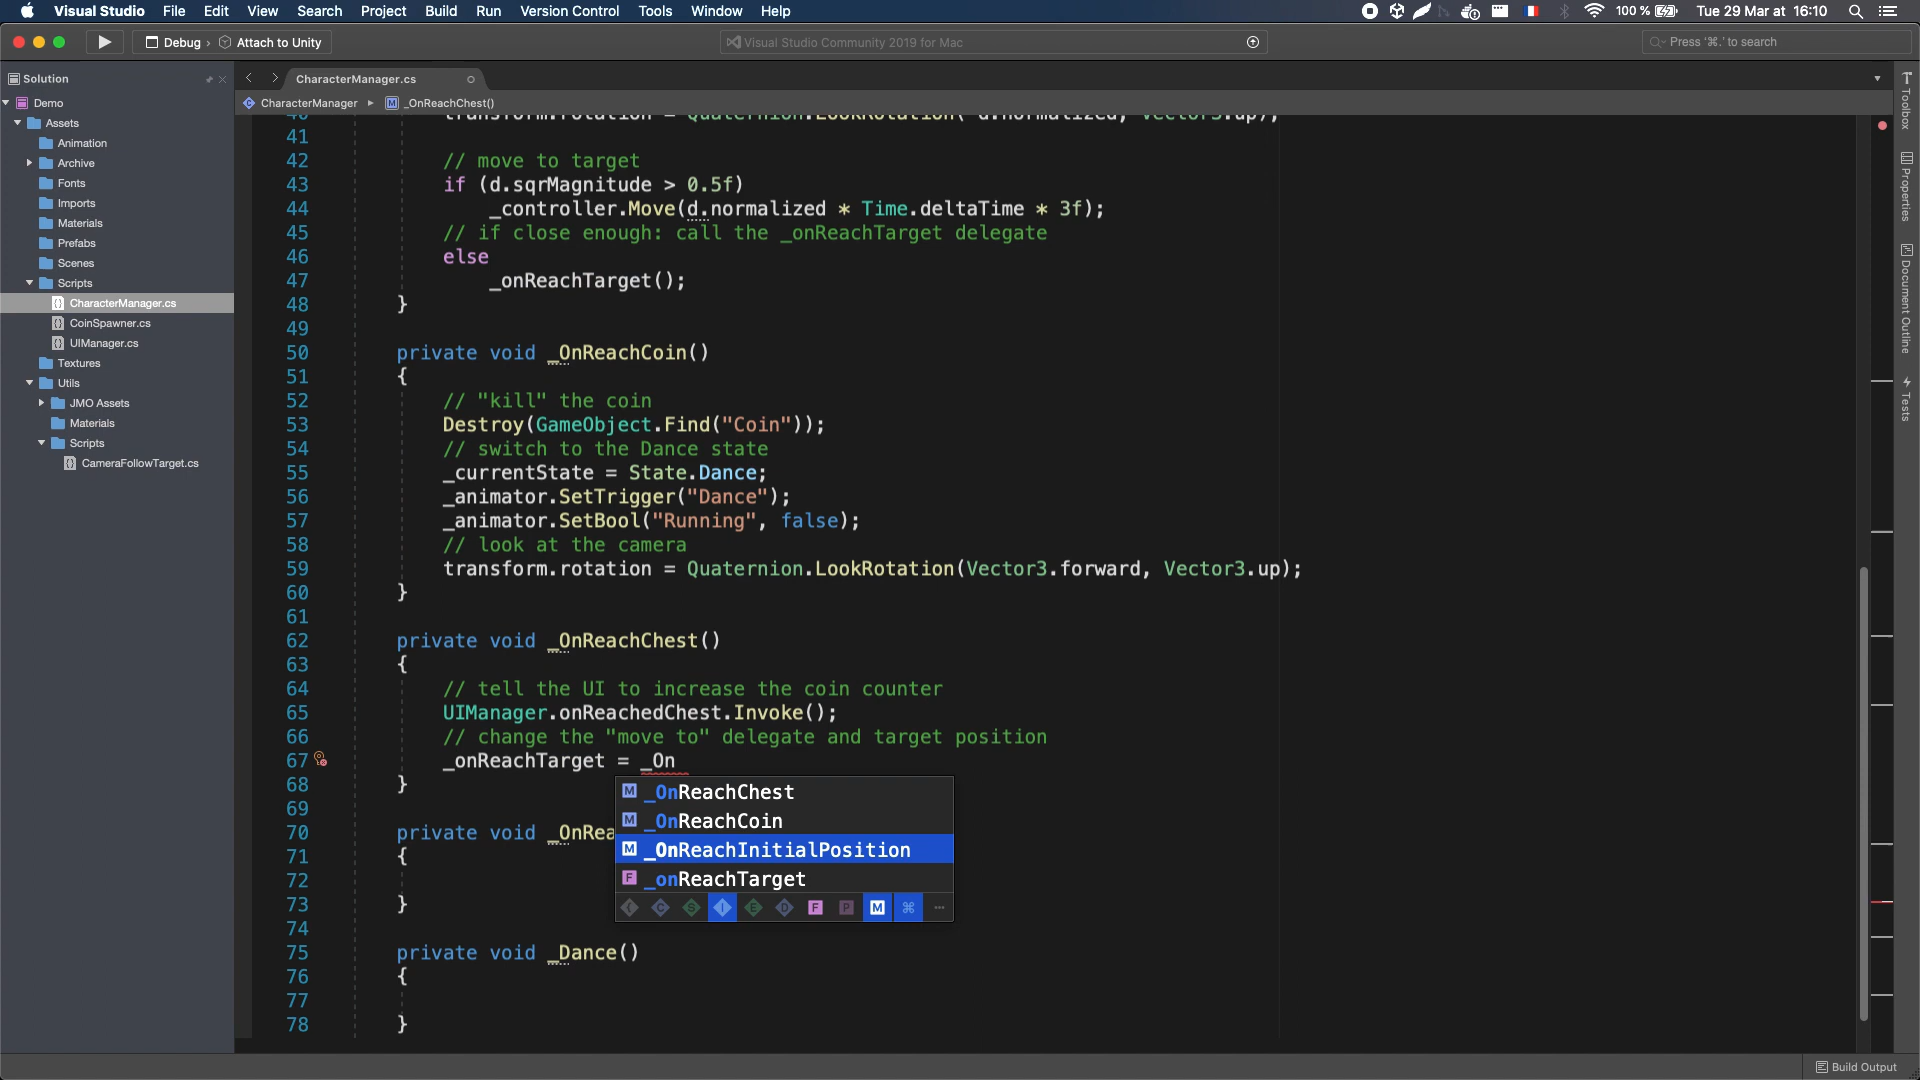 Visual Studio File Edit View Search Project Build Run Version Control Tools Window Help 100 % Tue 29 Mar at 16:10
Debug › Attach to Unity Visual Studio Community 2019 for Mac Press '⌘.' to search
Solution
Demo
Assets
Animation
Archive
Fonts
Imports
Materials
Prefabs
Scenes
Scripts
CharacterManager.cs
CoinSpawner.cs
UIManager.cs
Textures
Utils
JMO Assets
Materials
Scripts
CameraFollowTarget.cs
CharacterManager.cs
CharacterManager ▸ M _OnReachChest()
40 transform.rotation = Quaternion.LookRotation(-d.normalized, Vector3.up);
41
42 // move to target
43 if (d.sqrMagnitude > 0.5f)
44 _controller.Move(d.normalized * Time.deltaTime * 3f);
45 // if close enough: call the _onReachTarget delegate
46 else
47 _onReachTarget();
48 }
49
50 private void _OnReachCoin()
51 {
52 // "kill" the coin
53 Destroy(GameObject.Find("Coin"));
54 // switch to the Dance state
55 _currentState = State.Dance;
56 _animator.SetTrigger("Dance");
57 _animator.SetBool("Running", false);
58 // look at the camera
59 transform.rotation = Quaternion.LookRotation(Vector3.forward, Vector3.up);
60 }
61
62 private void _OnReachChest()
63 {
64 // tell the UI to increase the coin counter
65 UIManager.onReachedChest.Invoke();
66 // change the "move to" delegate and target position
67 _onReachTarget = _On
68 }
69
70 private void _OnRea
71 {
72
73 }
74
75 private void _Dance()
76 {
77
78 }
M _OnReachChest
M _OnReachCoin
M _OnReachInitialPosition
F _onReachTarget
C S I E D F P M ⌘ ...
Toolbox
Properties
Document Outline
Tests
Build Output